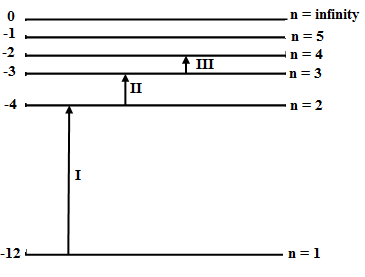 0 n = infinity
-1 n = 5
-2 n = 4
III
-3 n = 3
II
-4 n = 2
I
-12 n = 1